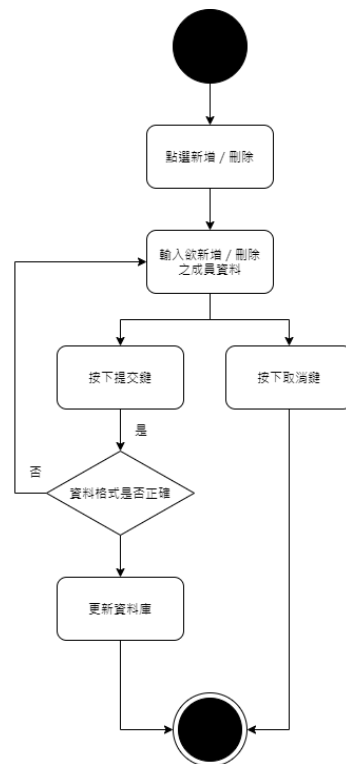 點選新增 / 刪除
輸入欲新增 / 刪除
之成員資料
按下提交鍵
按下取消鍵
是
否
資料格式是否正確
更新資料庫